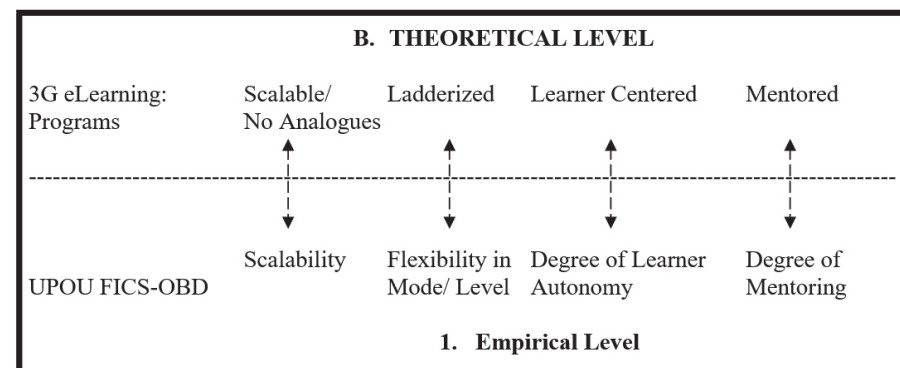 B. THEORETICAL LEVEL
3G eLearning: Scalable/ Ladderized Learner Centered Mentored
Programs No Analogues
Scalability Flexibility in Degree of Learner Degree of
UPOU FICS-OBD Mode/ Level Autonomy Mentoring
1. Empirical Level